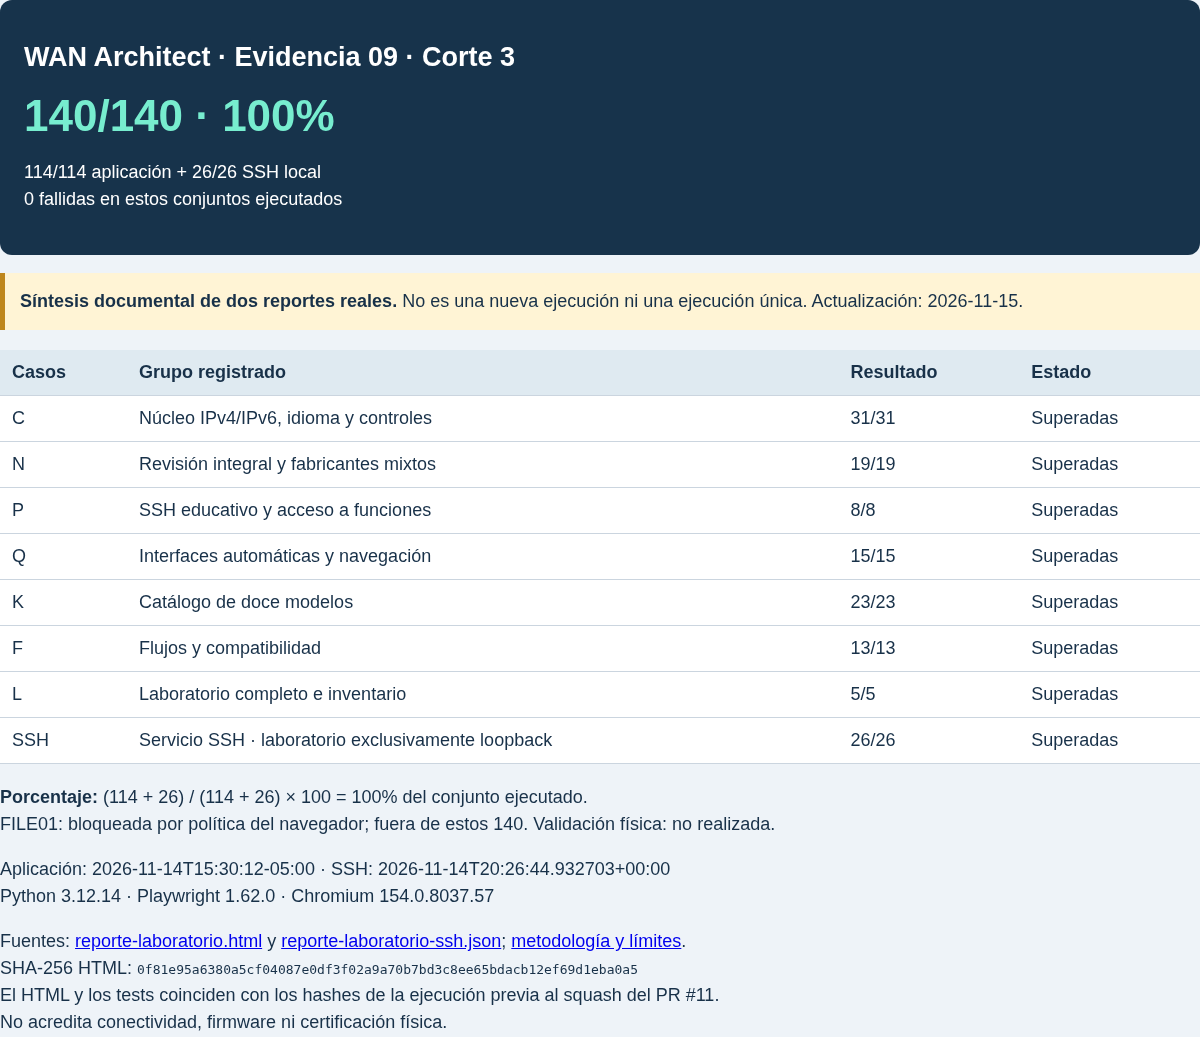 WAN Architect · Evidencia 09 · Corte 3
140/140 · 100%
114/114 aplicación + 26/26 SSH local
0 fallidas en estos conjuntos ejecutados
Síntesis documental de dos reportes reales. No es una nueva ejecución ni una ejecución única. Actualización: 2026-11-15.
Casos Grupo registrado Resultado Estado
C Núcleo IPv4/IPv6, idioma y controles 31/31 Superadas
N Revisión integral y fabricantes mixtos 19/19 Superadas
P SSH educativo y acceso a funciones 8/8 Superadas
Q Interfaces automáticas y navegación 15/15 Superadas
K Catálogo de doce modelos 23/23 Superadas
F Flujos y compatibilidad 13/13 Superadas
L Laboratorio completo e inventario 5/5 Superadas
SSH Servicio SSH · laboratorio exclusivamente loopback 26/26 Superadas
Porcentaje: (114 + 26) / (114 + 26) × 100 = 100% del conjunto ejecutado.
FILE01: bloqueada por política del navegador; fuera de estos 140. Validación física: no realizada.
Aplicación: 2026-11-14T15:30:12-05:00 · SSH: 2026-11-14T20:26:44.932703+00:00
Python 3.12.14 · Playwright 1.62.0 · Chromium 154.0.8037.57
Fuentes: reporte-laboratorio.html y reporte-laboratorio-ssh.json; metodología y límites.
SHA-256 HTML: 0f81e95a6380a5cf04087e0df3f02a9a70b7bd3c8ee65bdacb12ef69d1eba0a5
El HTML y los tests coinciden con los hashes de la ejecución previa al squash del PR #11.
No acredita conectividad, firmware ni certificación física.